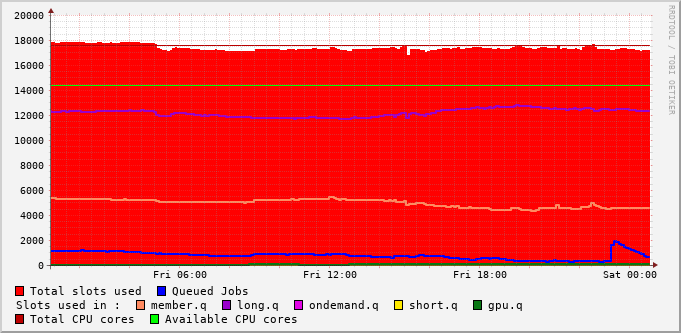 20000
18000
16000
14000
12000
10000
8000
6000
4000
2000
0
Fri 06:00 Fri 12:00 Fri 18:00 Sat 00:00
Total slots used Queued Jobs
Slots used in : member.q long.q ondemand.q short.q gpu.q
Total CPU cores Available CPU cores
RRDTOOL / TOBI OETIKER